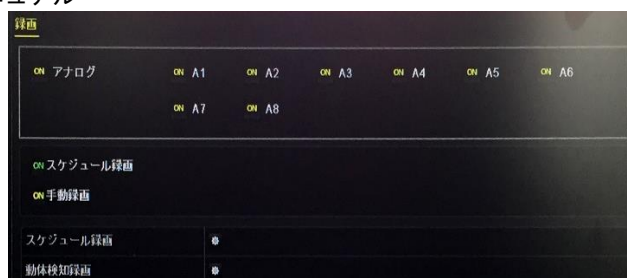 録画
ON アナログ ON A1 ON A2 ON A3 ON A4 ON A5 ON A6
ON A7 ON A8
ON スケジュール録画
ON 手動録画
スケジュール録画
動体検知録画